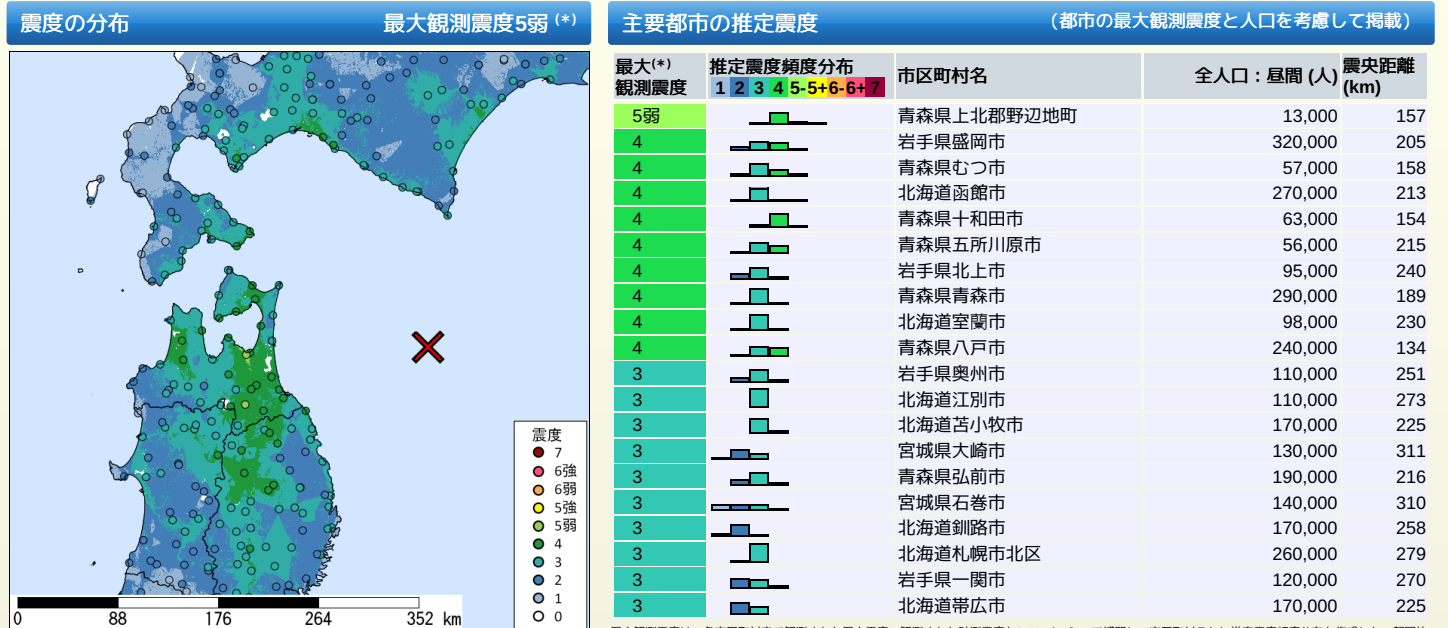 震度の分布 最大観測震度5弱 (*)
震度
7
6強
6弱
5強
5弱
4
3
2
1
0
0 88 176 264 352 km
主要都市の推定震度 (都市の最大観測震度と人口を考慮して掲載)
最大(*) 観測震度 推定震度頻度分布 市区町村名 全人口：昼間 (人) 震央距離 (km)
1 2 3 4 5- 5+ 6- 6+ 7
5弱 青森県上北郡野辺地町 13,000 157
4 岩手県盛岡市 320,000 205
4 青森県むつ市 57,000 158
4 北海道函館市 270,000 213
4 青森県十和田市 63,000 154
4 青森県五所川原市 56,000 215
4 岩手県北上市 95,000 240
4 青森県青森市 290,000 189
4 北海道室蘭市 98,000 230
4 青森県八戸市 240,000 134
3 岩手県奥州市 110,000 251
3 北海道江別市 110,000 273
3 北海道苫小牧市 170,000 225
3 宮城県大崎市 130,000 311
3 青森県弘前市 190,000 216
3 宮城県石巻市 140,000 310
3 北海道釧路市 170,000 258
3 北海道札幌市北区 260,000 279
3 岩手県一関市 120,000 270
3 北海道帯広市 170,000 225